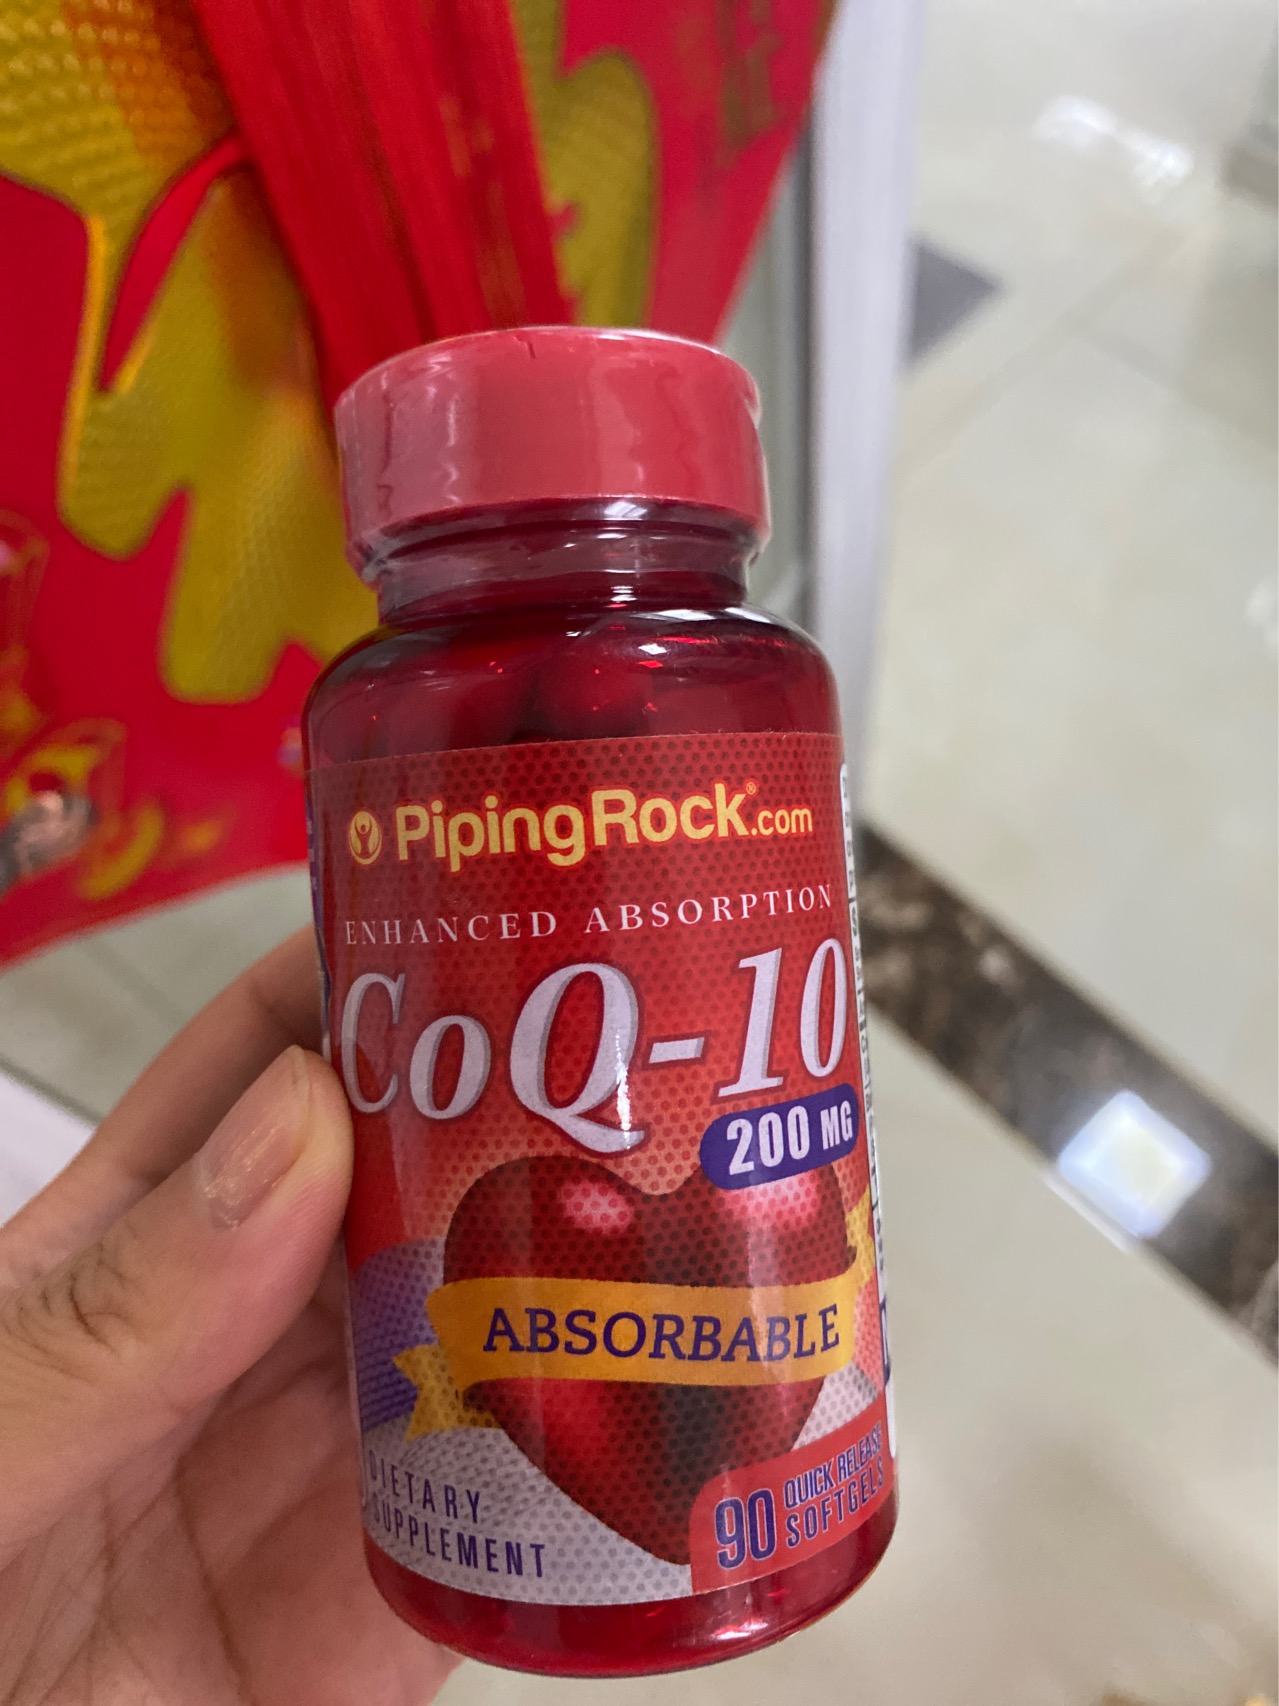 PipingRock®.com
ENHANCED ABSORPTION
CoQ-10
200 MG
ABSORBABLE
DIETARY
SUPPLEMENT
90 QUICK RELEASE
SOFTGELS